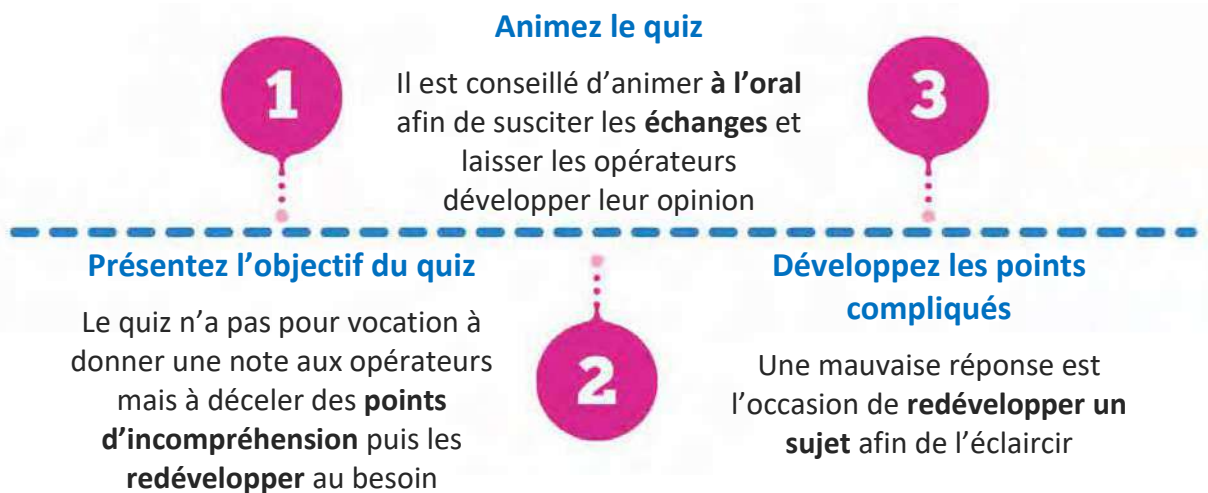 1
Présentez l’objectif du quiz
Le quiz n’a pas pour vocation à
donner une note aux opérateurs
mais à déceler des points
d’incompréhension puis les
redévelopper au besoin
2
Animez le quiz
Il est conseillé d’animer à l’oral
afin de susciter les échanges et
laisser les opérateurs
développer leur opinion
3
Développez les points
compliqués
Une mauvaise réponse est
l’occasion de redévelopper un
sujet afin de l’éclaircir